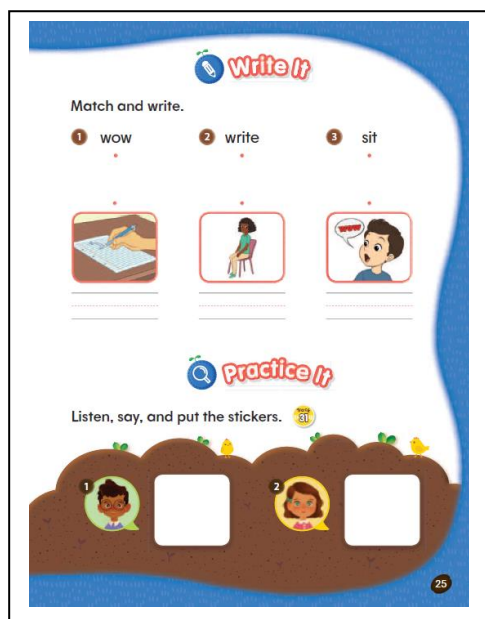 Write It
Match and write.
1 wow
2 write
3 sit
WOW
Practice It
Listen, say, and put the stickers.
Track
31
1
2
25